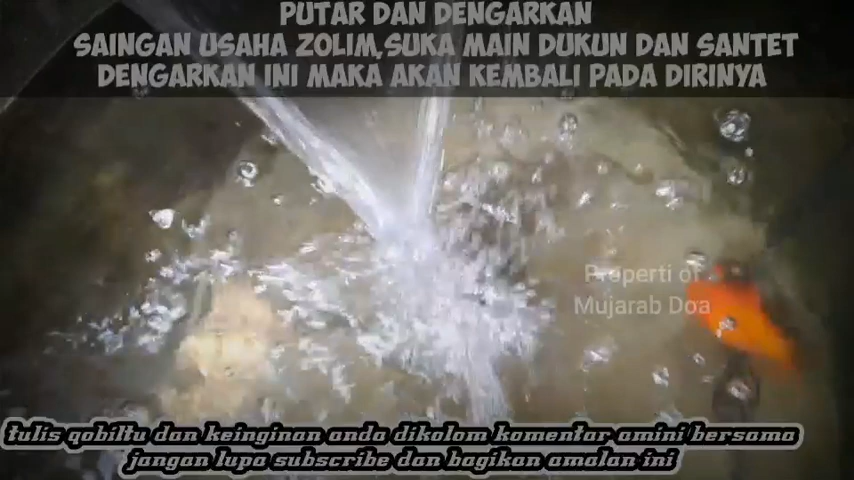 PUTAR DAN DENGARKAN
SAINGAN USAHA ZOLIM,SUKA MAIN DUKUN DAN SANTET
DENGARKAN INI MAKA AKAN KEMBALI PADA DIRINYA
Properti of
Mujarab Doa
tulis qobiltu dan keinginan anda dikolom komentar amini bersama
jangan lupa subscribe dan bagikan amalan ini